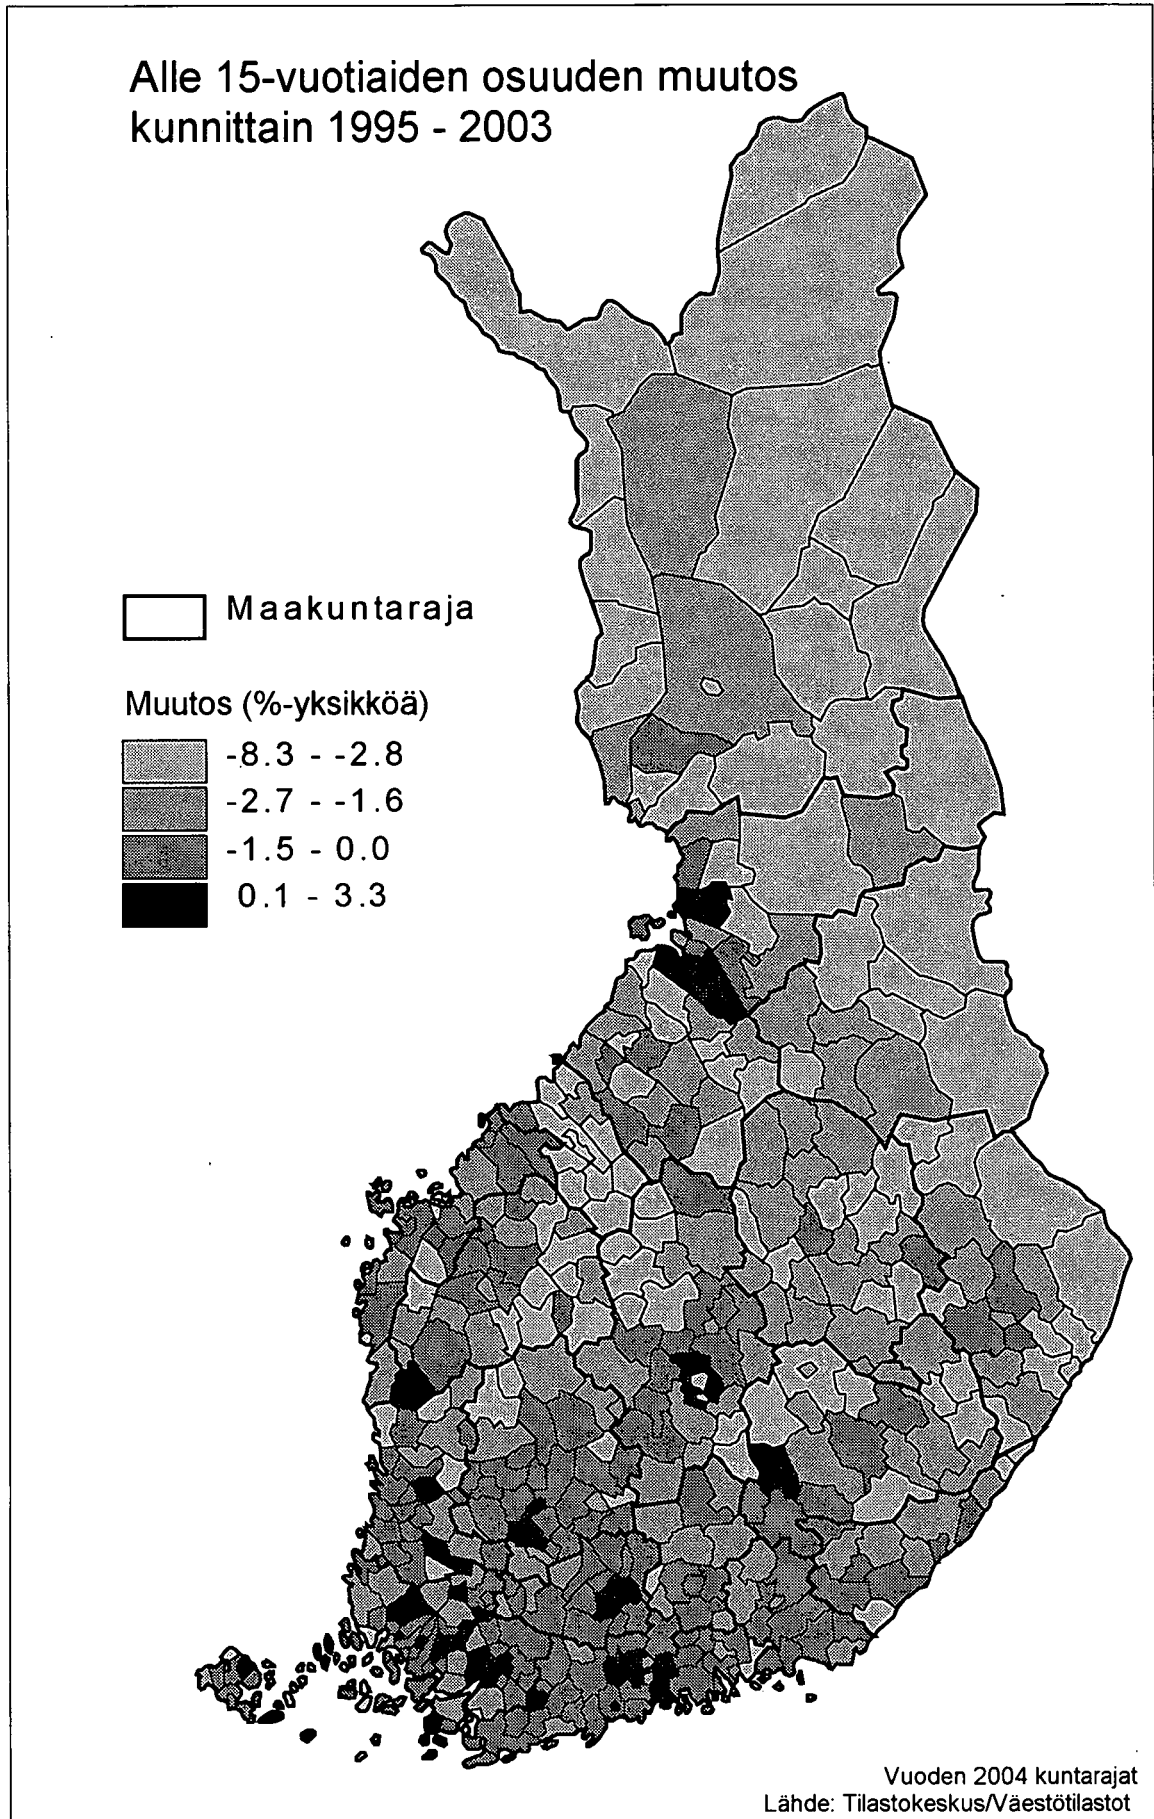 Alle 15-vuotiaiden osuuden muutos
kunnittain 1995 - 2003
Maakuntaraja
Muutos (%-yksikköä)
-8.3 - -2.8
-2.7 - -1.6
-1.5 - 0.0
0.1 - 3.3
Vuoden 2004 kuntarajat
Lähde: Tilastokeskus/Väestötilastot